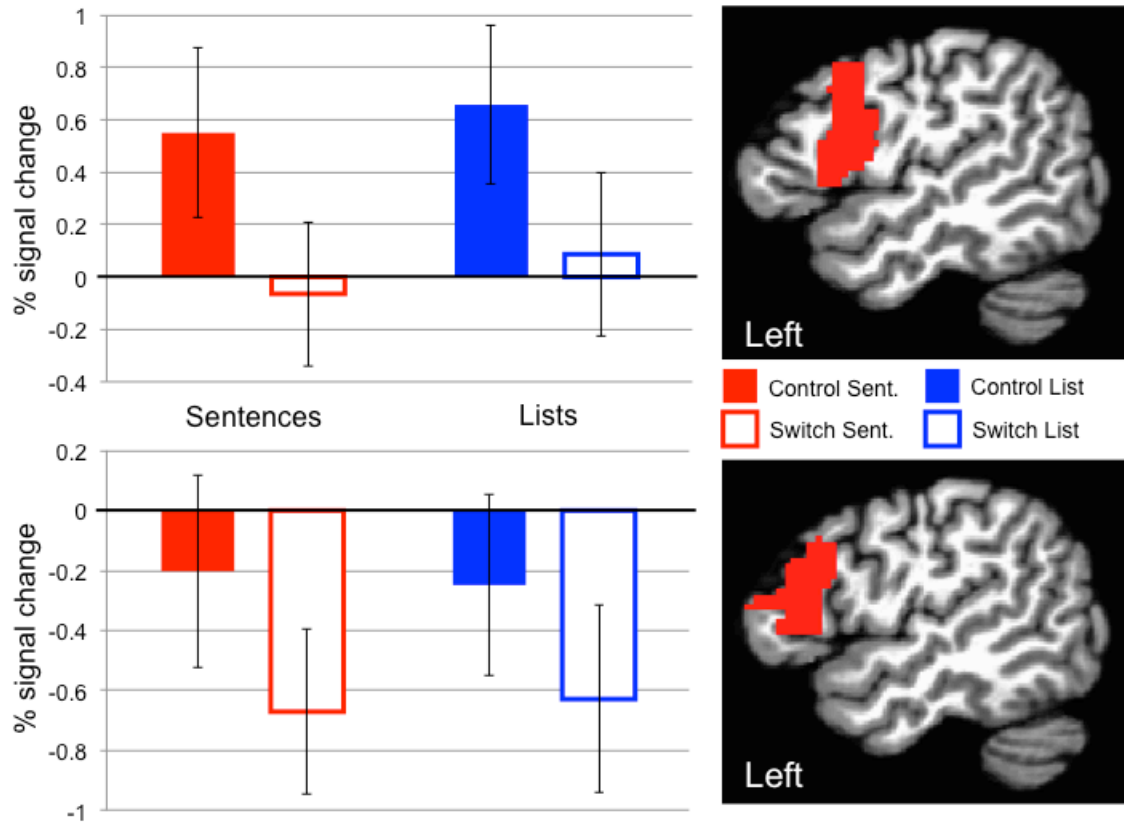 1
0.8
0.6
0.4
0.2
0
-0.2
-0.4
% signal change
Sentences Lists
Left
Control Sent. Control List
Switch Sent. Switch List
0.2
0
-0.2
-0.4
-0.6
-0.8
-1
% signal change
Left